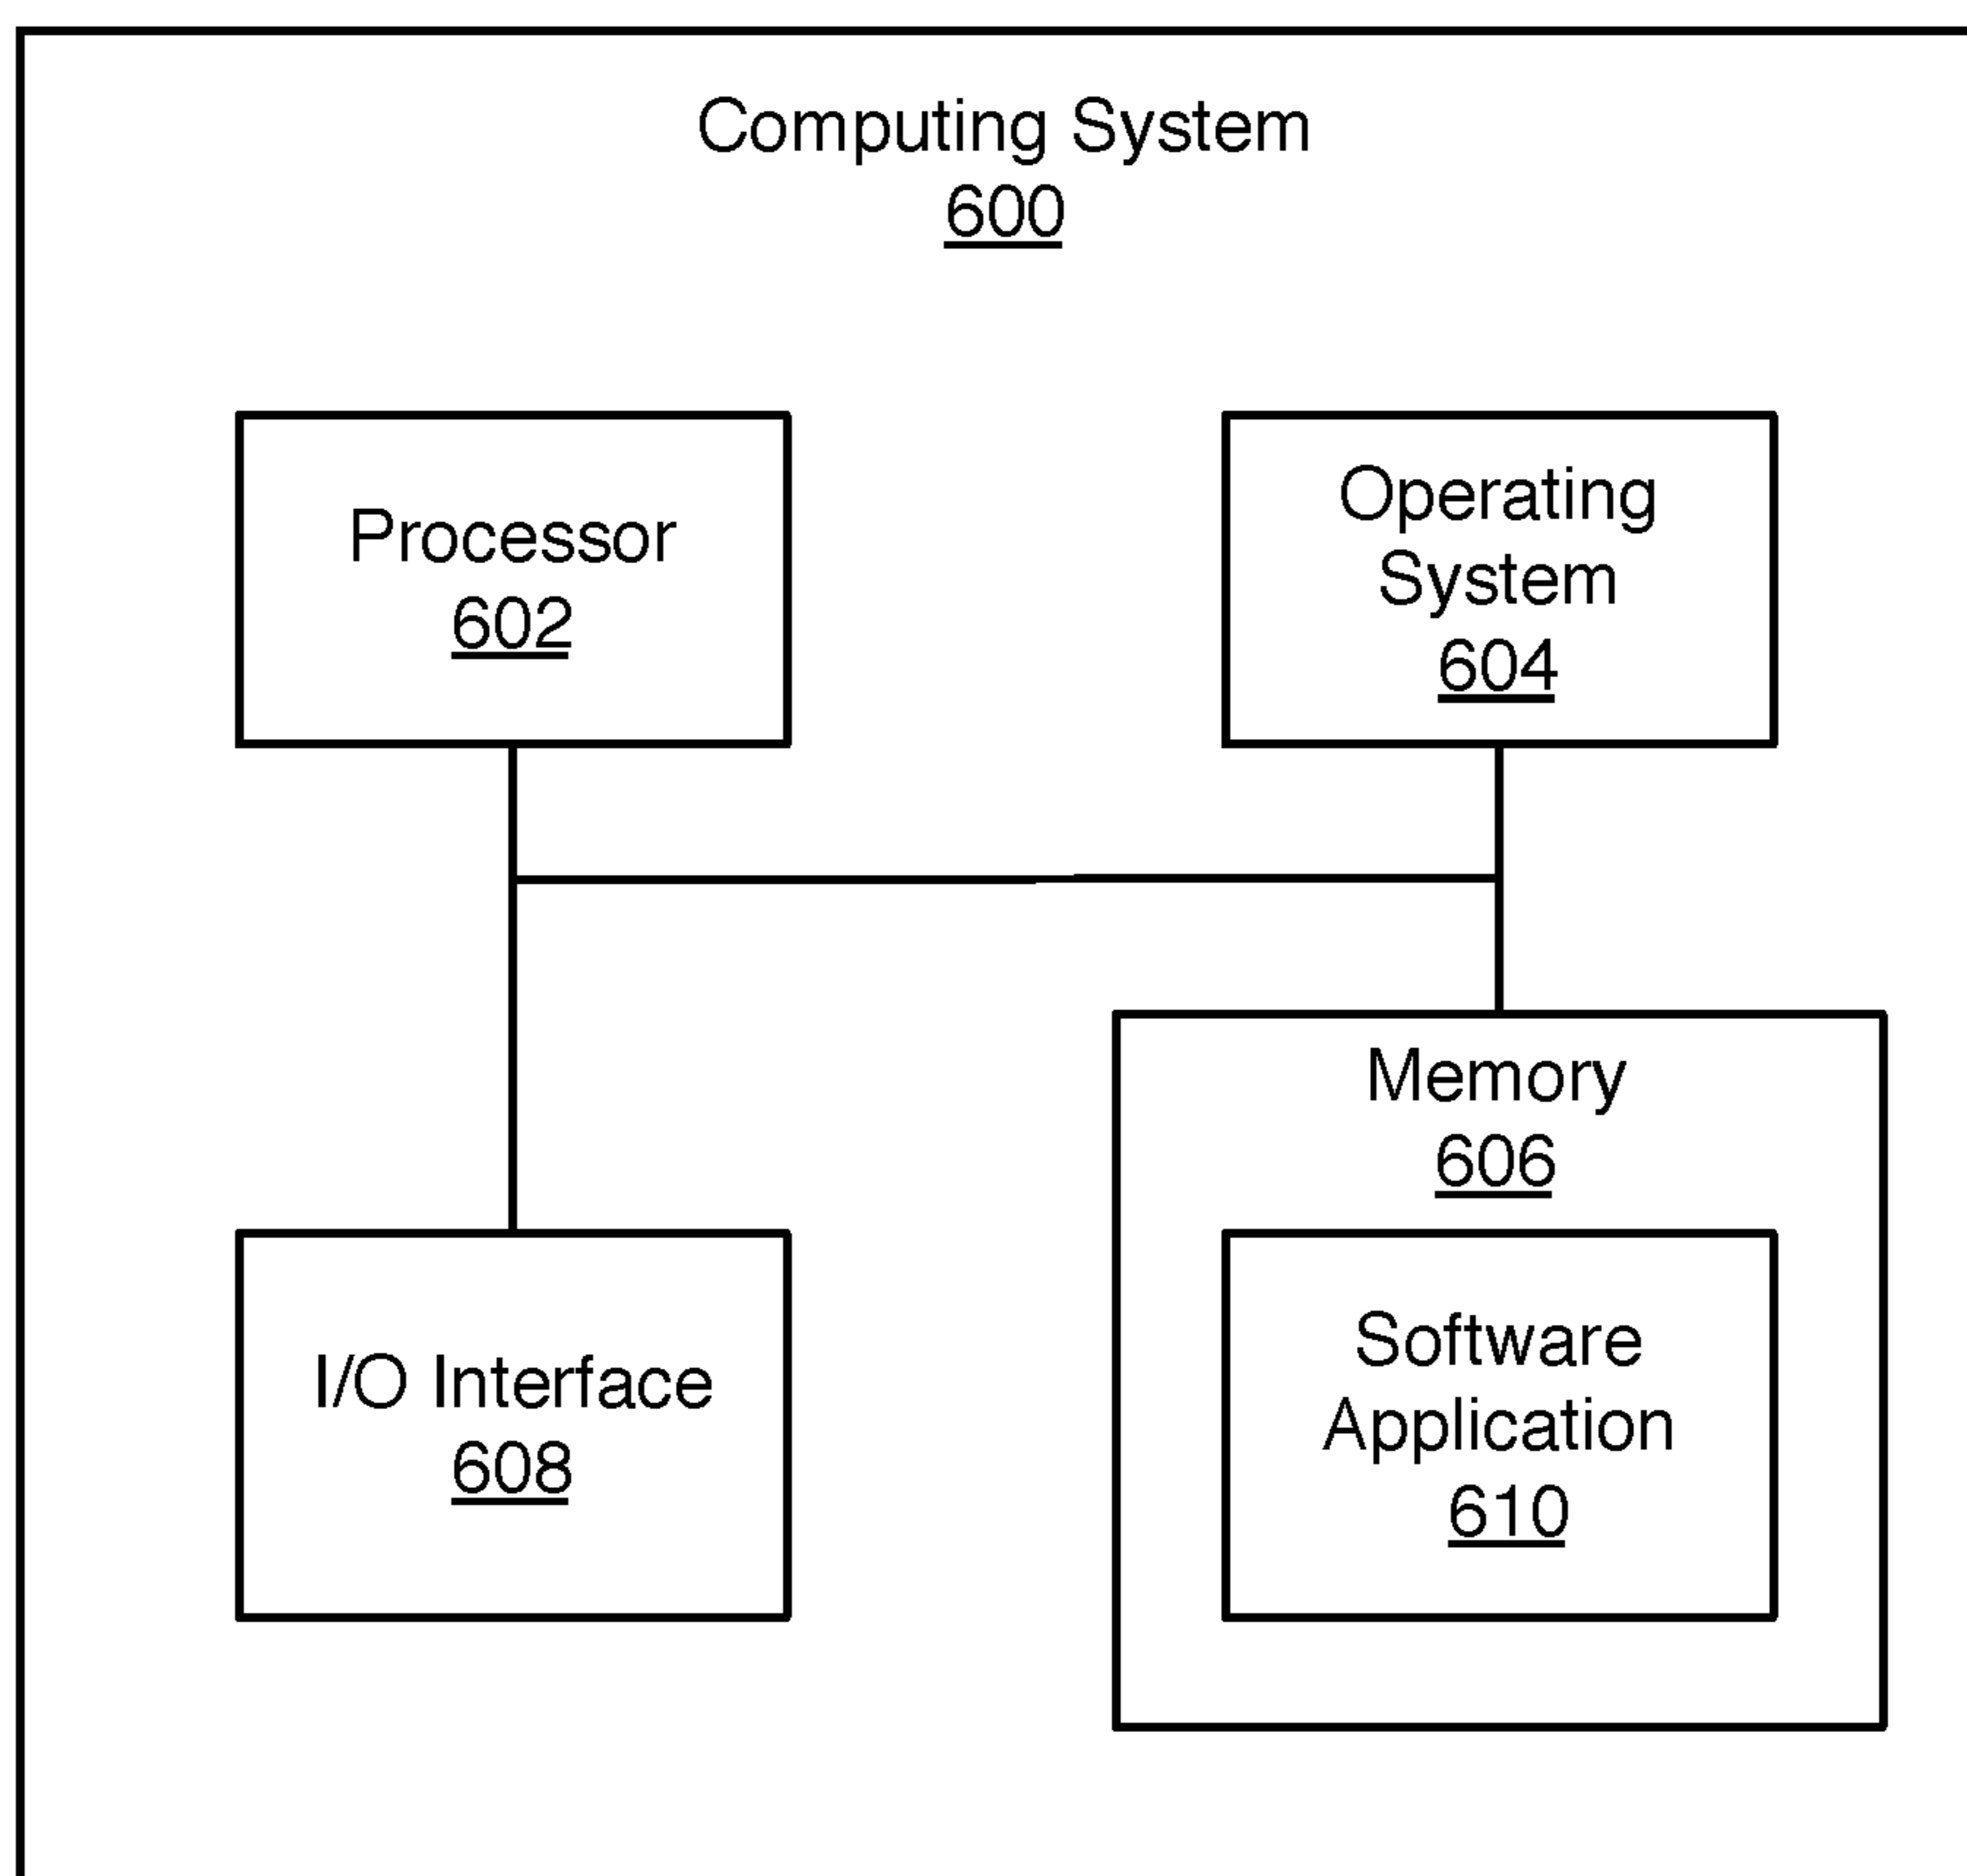 Computing System
600
Processor
602
Operating
System
604
Memory
606
I/O Interface
608
Software
Application
610